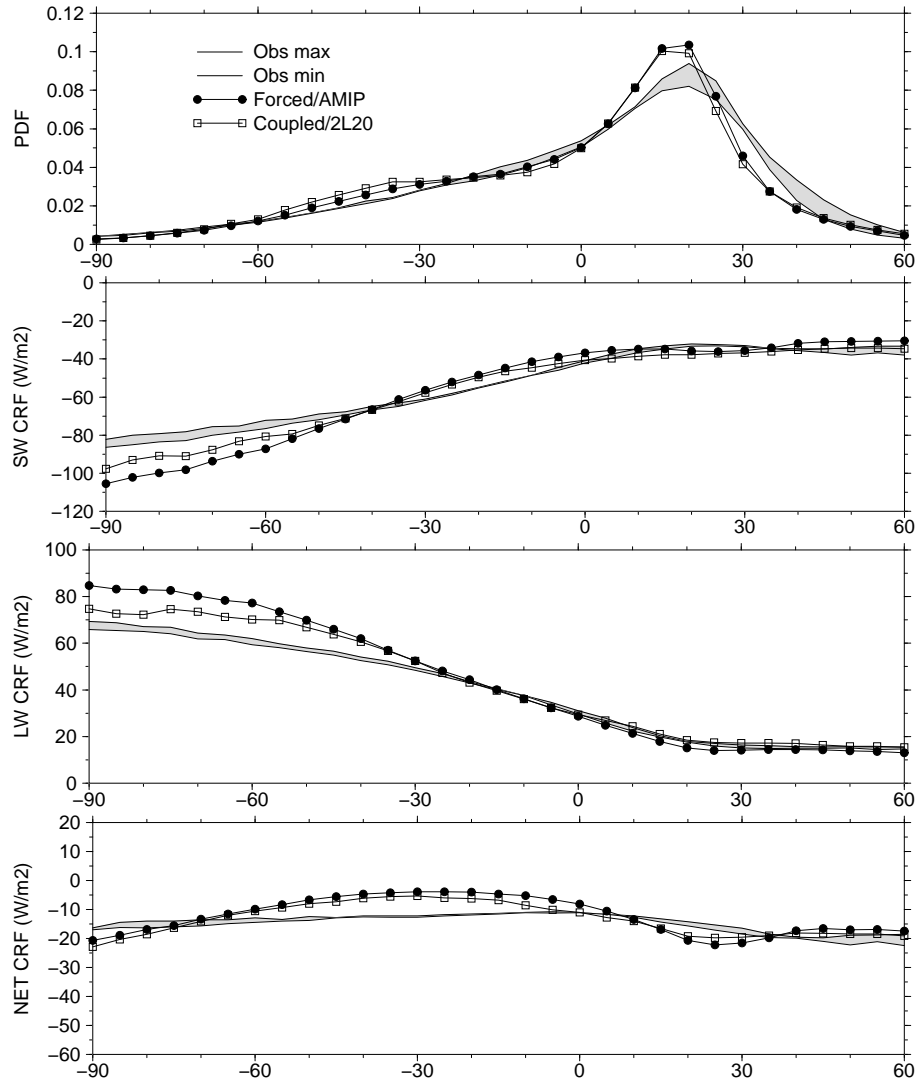 0.12
0.1
0.08
0.06
0.04
0.02
0
PDF
Obs max
Obs min
Forced/AMIP
Coupled/2L20
−90 −60 −30 0 30 60
0
−20
−40
−60
−80
−100
−120
SW CRF (W/m2)
−90 −60 −30 0 30 60
100
80
60
40
20
0
LW CRF (W/m2)
−90 −60 −30 0 30 60
20
10
0
−10
−20
−30
−40
−50
−60
NET CRF (W/m2)
−90 −60 −30 0 30 60